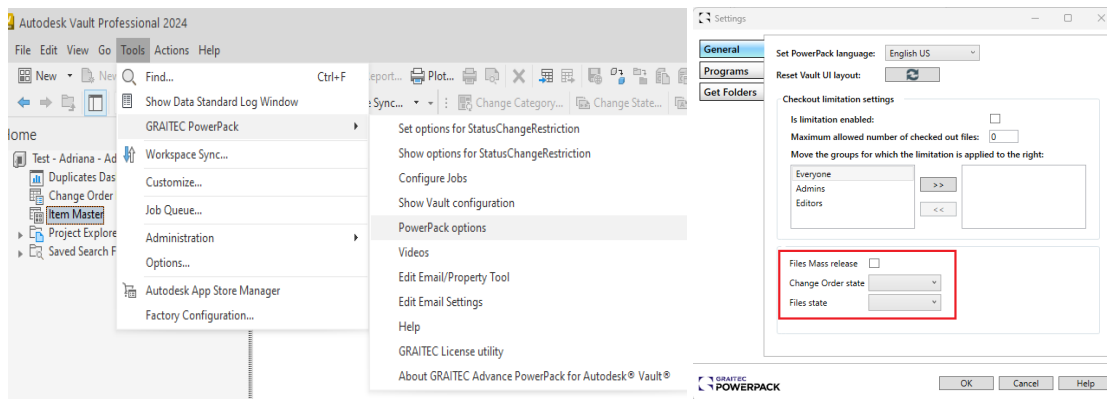 Autodesk Vault Professional 2024
File Edit View Go Tools Actions Help
New
Find... Ctrl+F
Plot...
Show Data Standard Log Window
Sync...
Change Category...
Change State...
GRAITEC PowerPack
Workspace Sync...
Customize...
Job Queue...
Administration
Options...
Autodesk App Store Manager
Factory Configuration...
Test - Adriana - Ad
Duplicates Das
Change Order
Item Master
Project Explore
Saved Search F
Set options for StatusChangeRestriction
Show options for StatusChangeRestriction
Configure Jobs
Show Vault configuration
PowerPack options
Videos
Edit Email/Property Tool
Edit Email Settings
Help
GRAITEC License utility
About GRAITEC Advance PowerPack for Autodesk® Vault®
Settings
General
Programs
Get Folders
Set PowerPack language: English US
Reset Vault UI layout:
Checkout limitation settings
Is limitation enabled:
Maximum allowed number of checked out files: 0
Move the groups for which the limitation is applied to the right:
Everyone
Admins
Editors
>>
<<
Files Mass release
Change Order state
Files state
GRAITEC
POWERPACK
OK Cancel Help